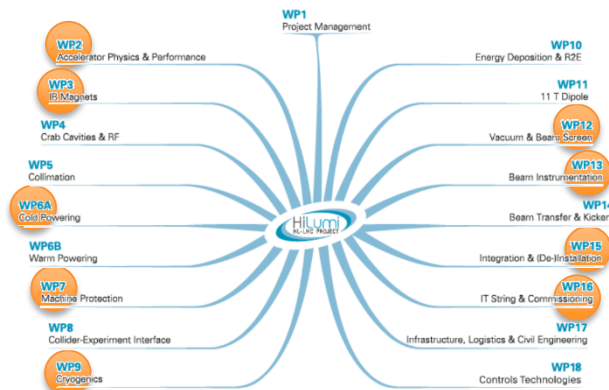 WP1
Project Management
WP2
Accelerator Physics & Performance
WP3
IR Magnets
WP4
Crab Cavities & RF
WP5
Collimation
WP6A
Cold Powering
WP6B
Warm Powering
WP7
Machine Protection
WP8
Collider-Experiment Interface
WP9
Cryogenics
HiLumi
HL-LHC PROJECT
WP10
Energy Deposition & R2E
WP11
11 T Dipole
WP12
Vacuum & Beam Screen
WP13
Beam Instrumentation
WP14
Beam Transfer & Kicker
WP15
Integration & (De-)Installation
WP16
IT String & Commissioning
WP17
Infrastructure, Logistics & Civil Engineering
WP18
Controls Technologies